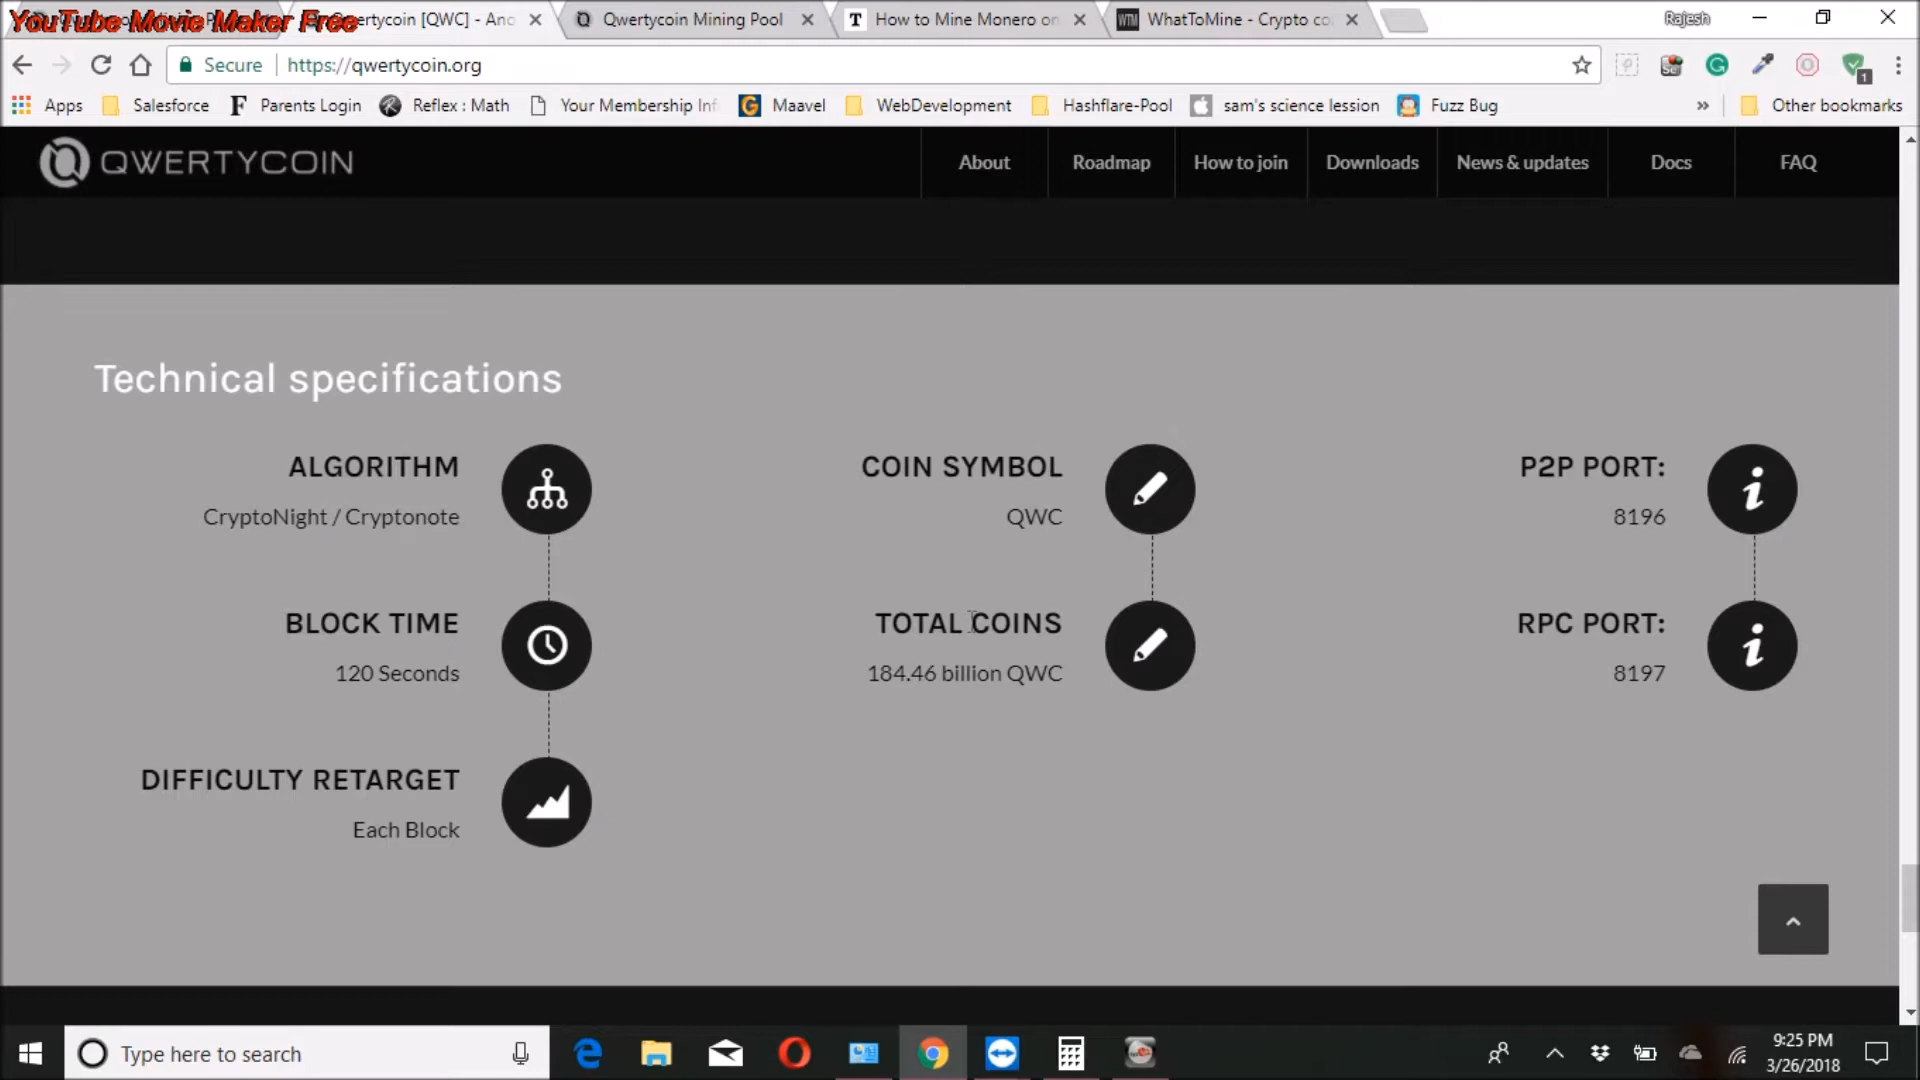 YouTube Movie Maker Free
Qwertycoin [QWC] - Ano
Qwertycoin Mining Pool
How to Mine Monero on
WhatToMine - Crypto co
Rajesh
Secure
https://qwertycoin.org
1
Apps
Salesforce
Parents Login
Reflex : Math
Your Membership Inf
Maavel
WebDevelopment
Hashflare-Pool
sam's science lession
Fuzz Bug
»
Other bookmarks
QWERTYCOIN
About
Roadmap
How to join
Downloads
News & updates
Docs
FAQ
Technical specifications
ALGORITHM
CryptoNight / Cryptonote
COIN SYMBOL
QWC
P2P PORT:
8196
BLOCK TIME
120 Seconds
TOTAL COINS
184.46 billion QWC
RPC PORT:
8197
DIFFICULTY RETARGET
Each Block
Type here to search
9:25 PM
3/26/2018